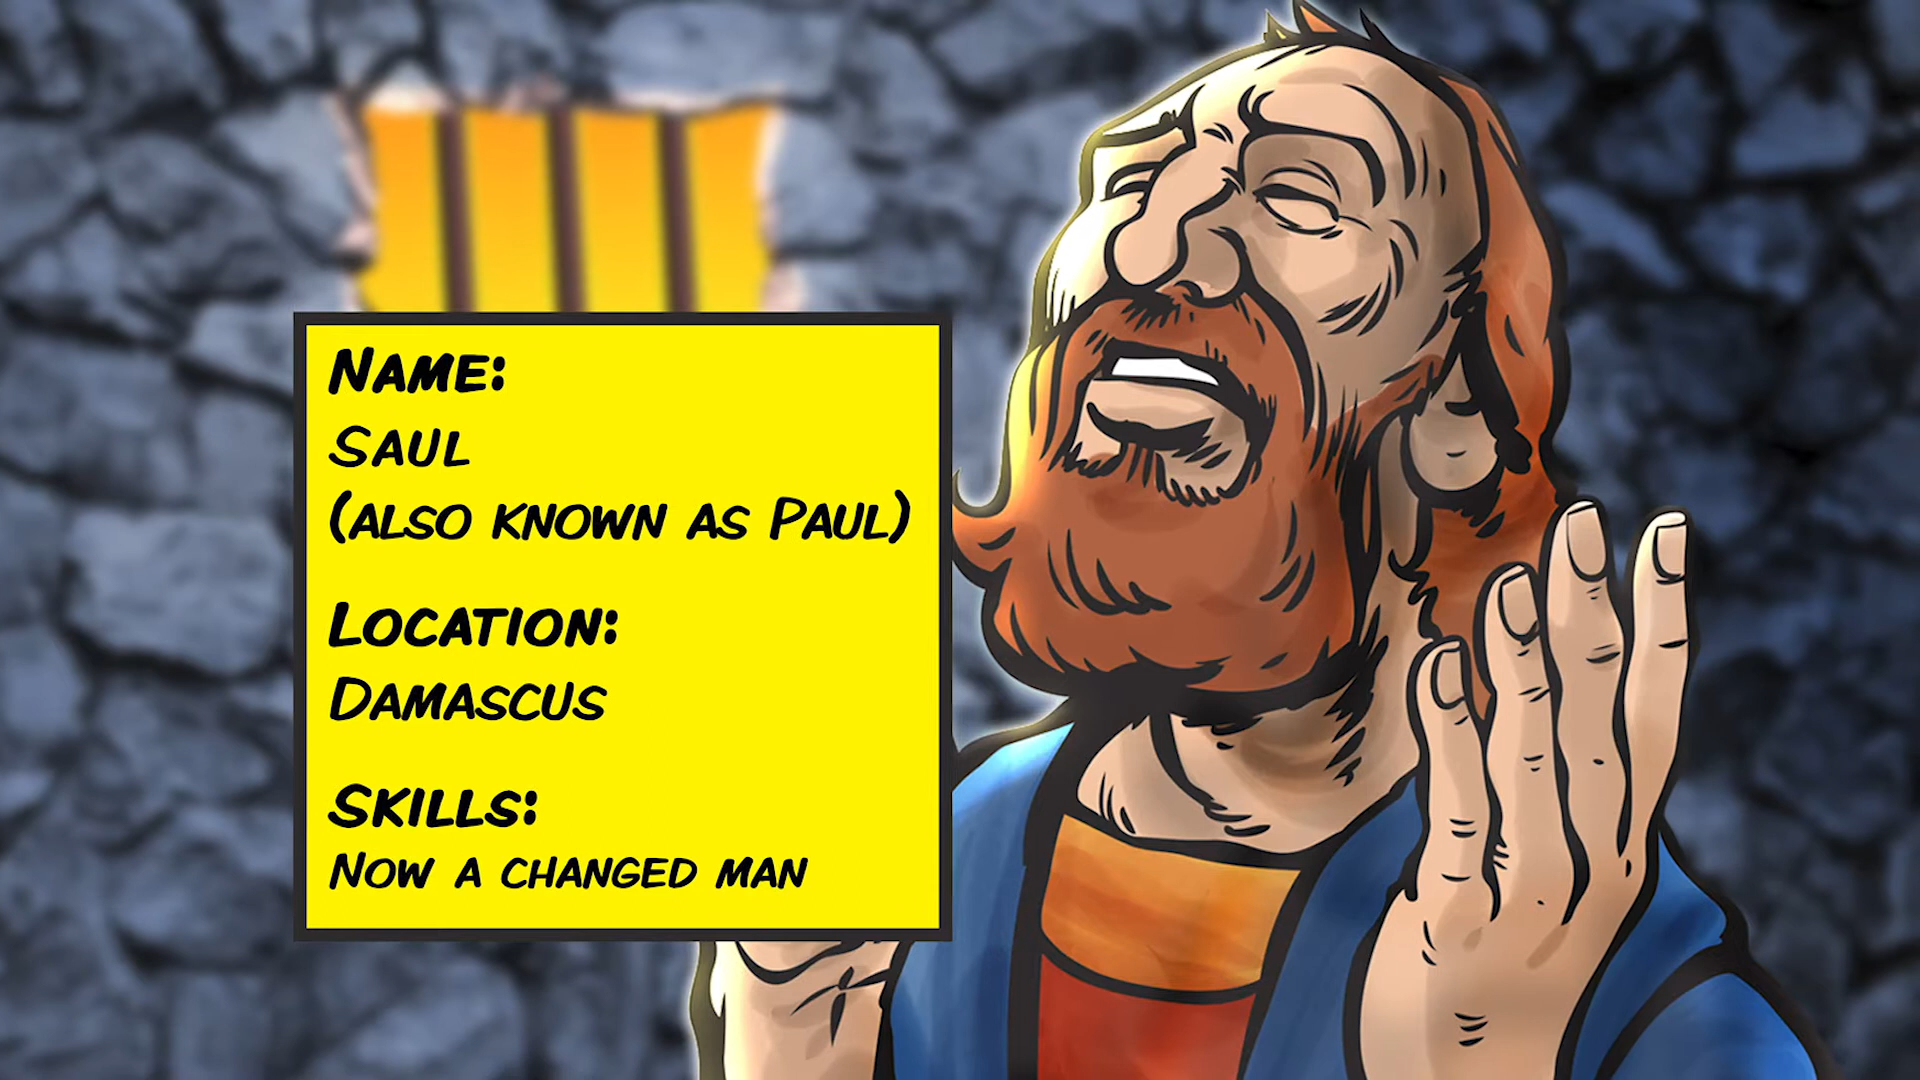 Name:
Saul
(also known as Paul)
Location:
Damascus
Skills:
Now a changed man